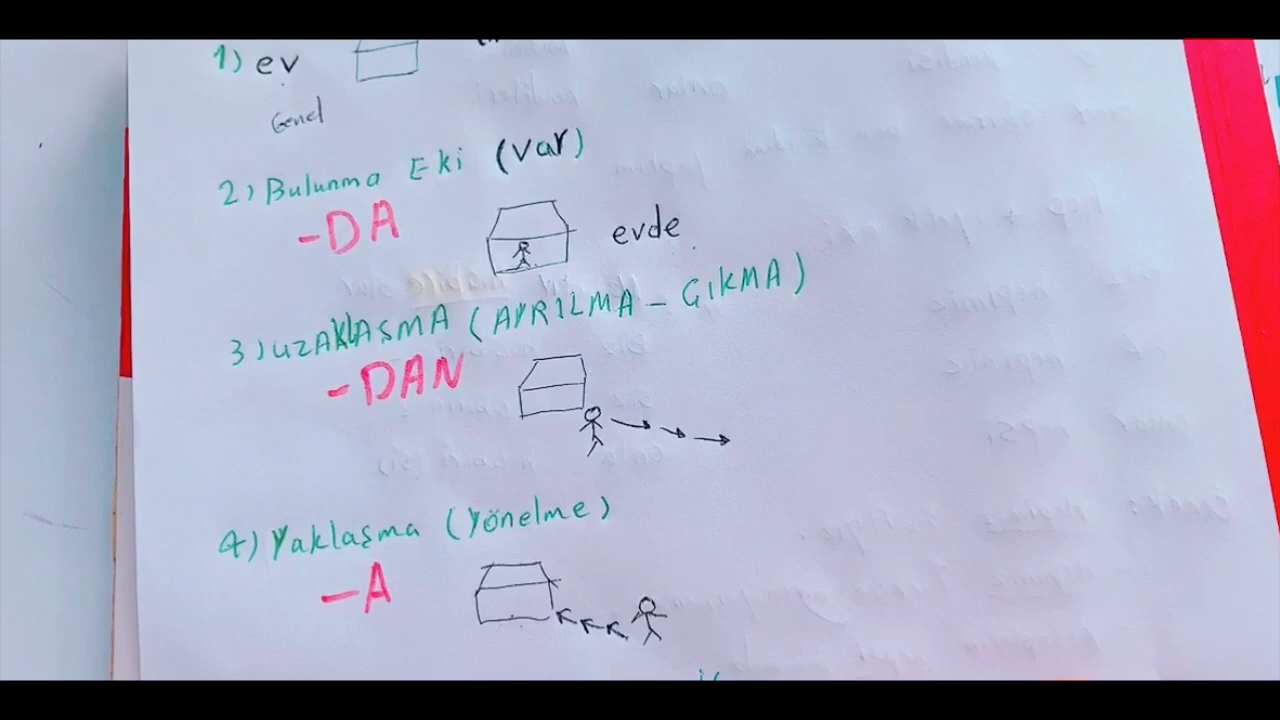 1) ev
Genel
2) Bulunma Eki (var)
-DA
evde
3) UZAKLAŞMA (AYRILMA - ÇIKMA)
-DAN
4) Yaklaşma (Yönelme)
-A